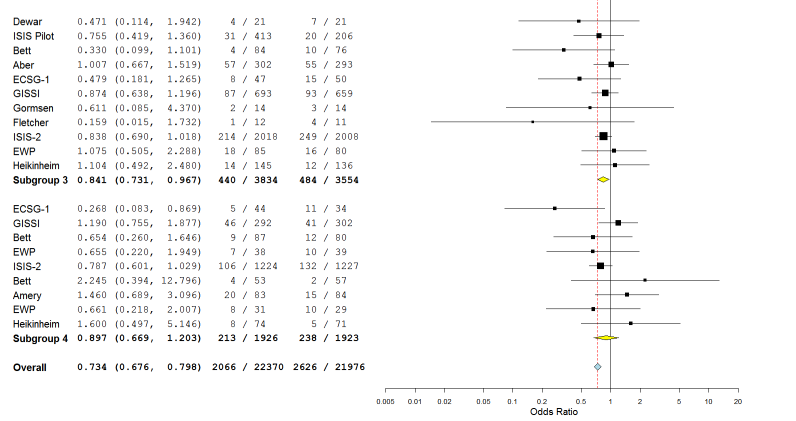 Dewar 0.471 (0.114, 1.942) 4 / 21 7 / 21
ISIS Pilot 0.755 (0.419, 1.360) 31 / 413 20 / 206
Bett 0.330 (0.099, 1.101) 4 / 84 10 / 76
Aber 1.007 (0.667, 1.519) 57 / 302 55 / 293
ECSG-1 0.479 (0.181, 1.265) 8 / 47 15 / 50
GISSI 0.874 (0.638, 1.196) 87 / 693 93 / 659
Gormsen 0.611 (0.085, 4.370) 2 / 14 3 / 14
Fletcher 0.159 (0.015, 1.732) 1 / 12 4 / 11
ISIS-2 0.838 (0.690, 1.018) 214 / 2018 249 / 2008
EWP 1.075 (0.505, 2.288) 18 / 85 16 / 80
Heikinheim 1.104 (0.492, 2.480) 14 / 145 12 / 136
Subgroup 3 0.841 (0.731, 0.967) 440 / 3834 484 / 3554
ECSG-1 0.268 (0.083, 0.869) 5 / 44 11 / 34
GISSI 1.190 (0.755, 1.877) 46 / 292 41 / 302
Bett 0.654 (0.260, 1.646) 9 / 87 12 / 80
EWP 0.655 (0.220, 1.949) 7 / 38 10 / 39
ISIS-2 0.787 (0.601, 1.029) 106 / 1224 132 / 1227
Bett 2.245 (0.394, 12.796) 4 / 53 2 / 57
Amery 1.460 (0.689, 3.096) 20 / 83 15 / 84
EWP 0.661 (0.218, 2.007) 8 / 31 10 / 29
Heikinheim 1.600 (0.497, 5.146) 8 / 74 5 / 71
Subgroup 4 0.897 (0.669, 1.203) 213 / 1926 238 / 1923
Overall 0.734 (0.676, 0.798) 2066 / 22370 2626 / 21976
0.005 0.01 0.02 0.05 0.1 0.2 0.5 1 2 5 10 20
Odds Ratio